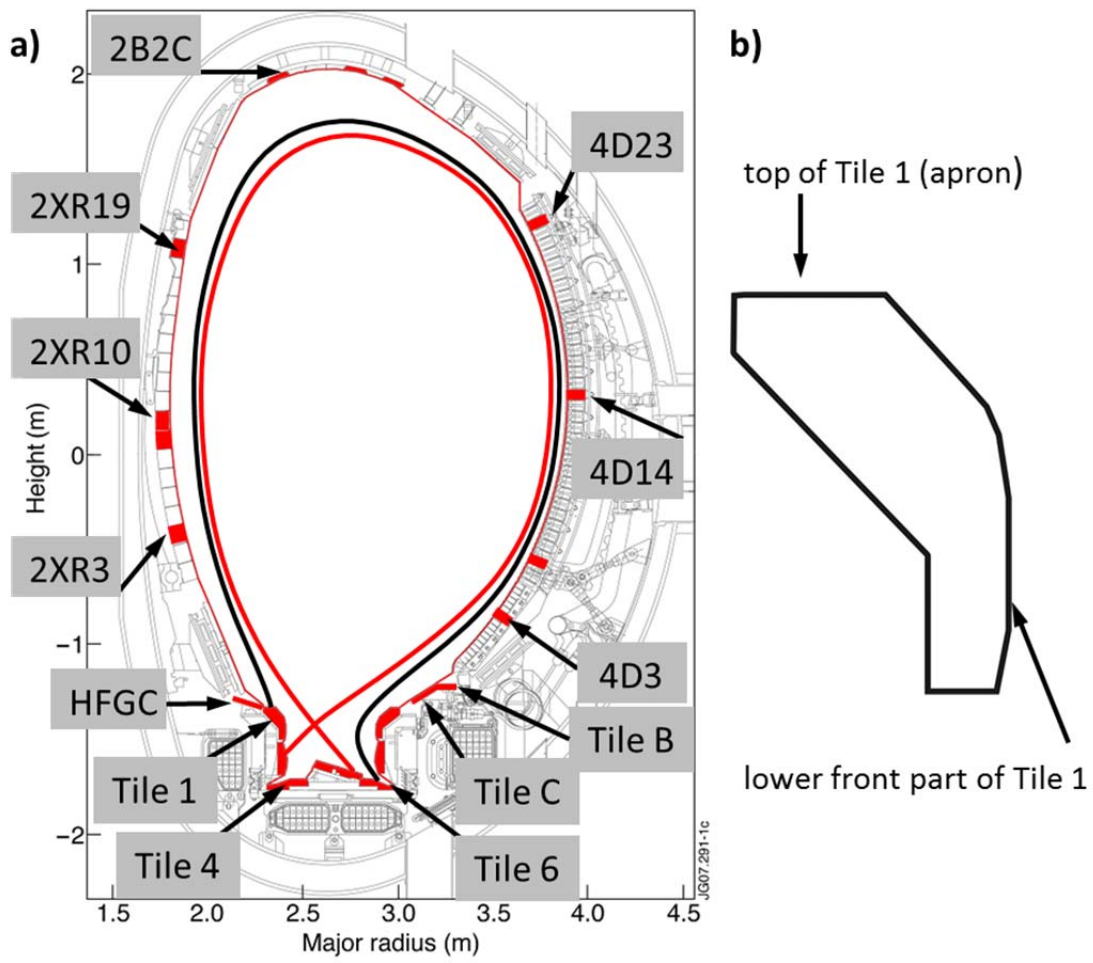 a)
2B2C
2XR19
2XR10
2XR3
HFGC
Tile 1
Tile 4
4D23
4D14
4D3
Tile B
Tile C
Tile 6
2
1
0
−1
−2
Height (m)
1.5 2.0 2.5 3.0 3.5 4.0 4.5
Major radius (m)
JG07.291-1c
b)
top of Tile 1 (apron)
lower front part of Tile 1